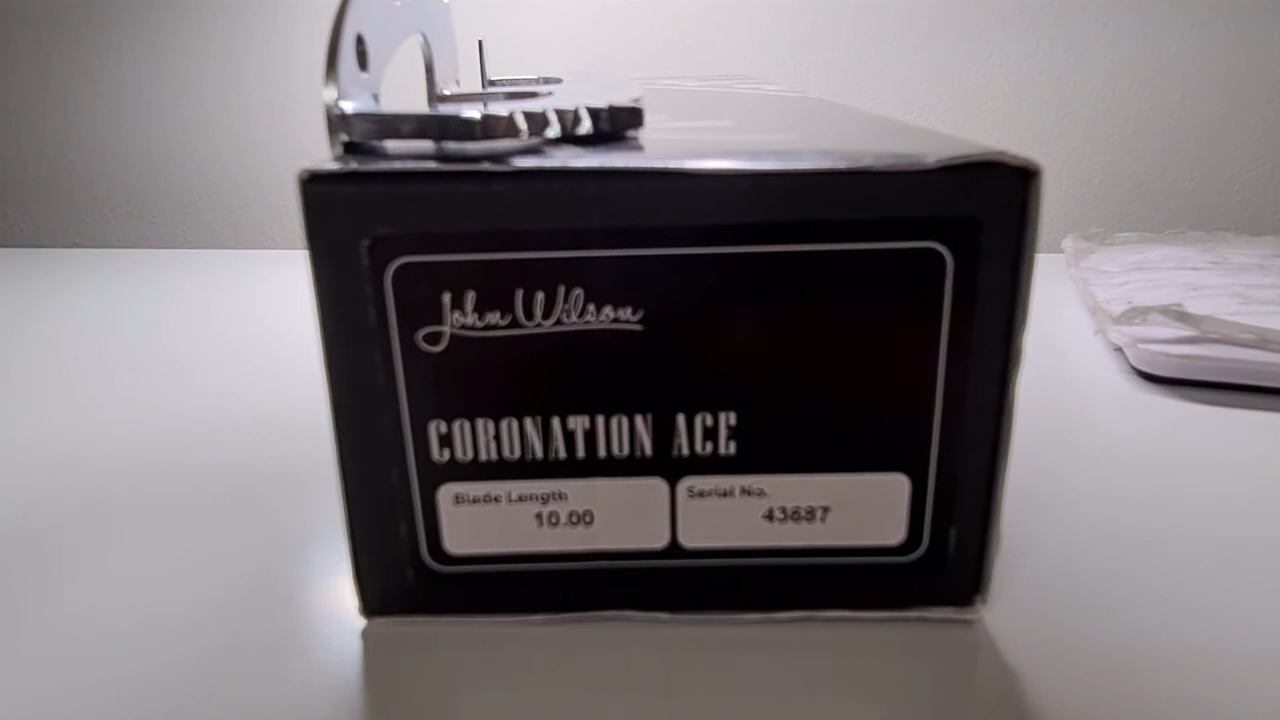 John Wilson
CORONATION ACE
Blade Length
10.00
Serial No.
43687